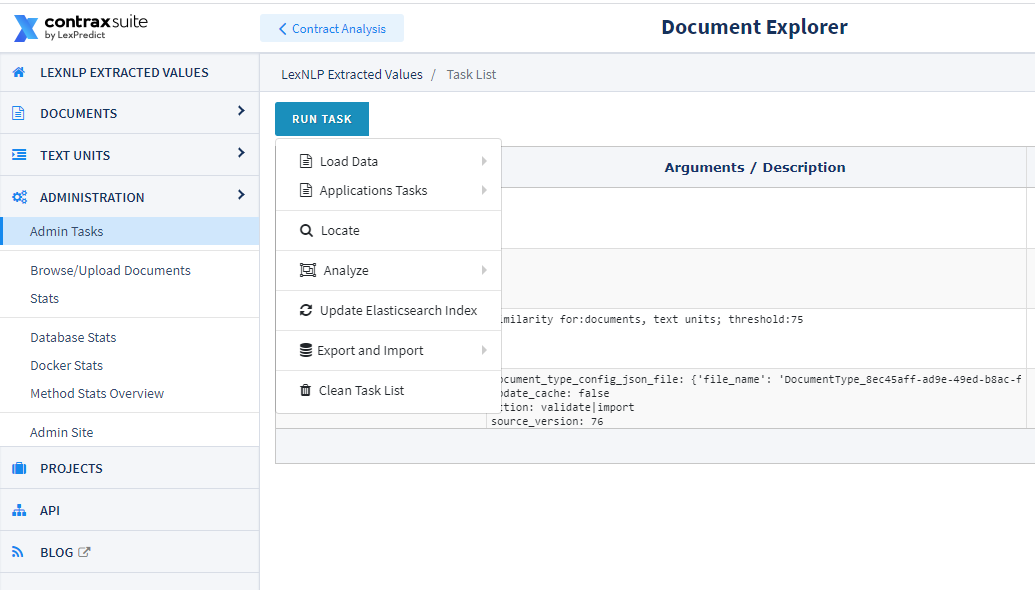 contraxsuite
by LexPredict
Contract Analysis
Document Explorer
LEXNLP EXTRACTED VALUES
DOCUMENTS
TEXT UNITS
ADMINISTRATION
Admin Tasks
Browse/Upload Documents
Stats
Database Stats
Docker Stats
Method Stats Overview
Admin Site
PROJECTS
API
BLOG
LexNLP Extracted Values / Task List
RUN TASK
Load Data
Applications Tasks
Locate
Analyze
Update Elasticsearch Index
Export and Import
Clean Task List
Arguments / Description
milarity for:documents, text units; threshold:75
ocument_type_config_json_file: {'file_name': 'DocumentType_8ec45aff-ad9e-49ed-b8ac-f
pdate_cache: false
ction: validate|import
source_version: 76